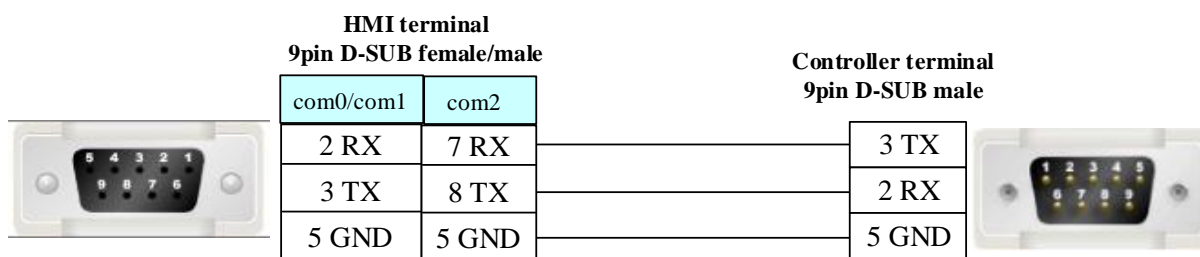 HMI terminal
9pin D-SUB female/male
Controller terminal
9pin D-SUB male
com0/com1 com2
2 RX 7 RX 3 TX
3 TX 8 TX 2 RX
5 GND 5 GND 5 GND
5 4 3 2 1
9 8 7 6
1 2 3 4 5
6 7 8 9